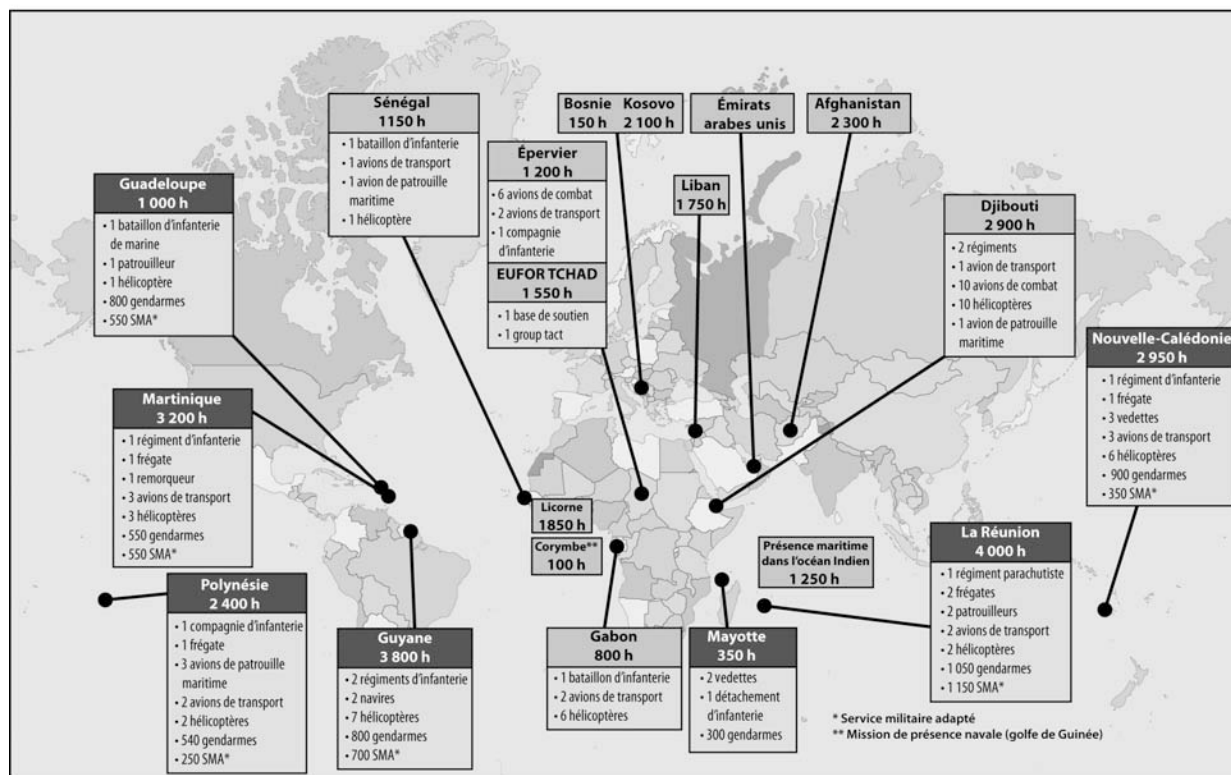 Sénégal
1150 h
• 1 bataillon d'infanterie
• 1 avions de transport
• 1 avion de patrouille
maritime
• 1 hélicoptère
Bosnie Kosovo
150 h 2 100 h
Émirats
arabes unis
Afghanistan
2 300 h
Épervier
1 200 h
• 6 avions de combat
• 2 avions de transport
• 1 compagnie
d'infanterie
EUFOR TCHAD
1 550 h
• 1 base de soutien
• 1 group tact
Liban
1 750 h
Djibouti
2 900 h
• 2 régiments
• 1 avion de transport
• 10 avions de combat
• 10 hélicoptères
• 1 avion de patrouille
maritime
Guadeloupe
1 000 h
• 1 bataillon d'infanterie
de marine
• 1 patrouilleur
• 1 hélicoptère
• 800 gendarmes
• 550 SMA*
Nouvelle-Calédonie
2 950 h
• 1 régiment d'infanterie
• 1 frégate
• 3 vedettes
• 3 avions de transport
• 6 hélicoptères
• 900 gendarmes
• 350 SMA*
Martinique
3 200 h
• 1 régiment d'infanterie
• 1 frégate
• 1 remorqueur
• 3 avions de transport
• 3 hélicoptères
• 550 gendarmes
• 550 SMA*
Licorne
1850 h
Corymbe**
100 h
Présence maritime
dans l'océan Indien
1 250 h
La Réunion
4 000 h
• 1 régiment parachutiste
• 2 frégates
• 2 patrouilleurs
• 2 avions de transport
• 2 hélicoptères
• 1 050 gendarmes
• 1 150 SMA*
Polynésie
2 400 h
• 1 compagnie d'infanterie
• 1 frégate
• 3 avions de patrouille
maritime
• 2 avions de transport
• 2 hélicoptères
• 540 gendarmes
• 250 SMA*
Guyane
3 800 h
• 2 régiments d'infanterie
• 2 navires
• 7 hélicoptères
• 800 gendarmes
• 700 SMA*
Gabon
800 h
• 1 bataillon d'infanterie
• 2 avions de transport
• 6 hélicoptères
Mayotte
350 h
• 2 vedettes
• 1 détachement
d'infanterie
• 300 gendarmes
* Service militaire adapté
** Mission de présence navale (golfe de Guinée)